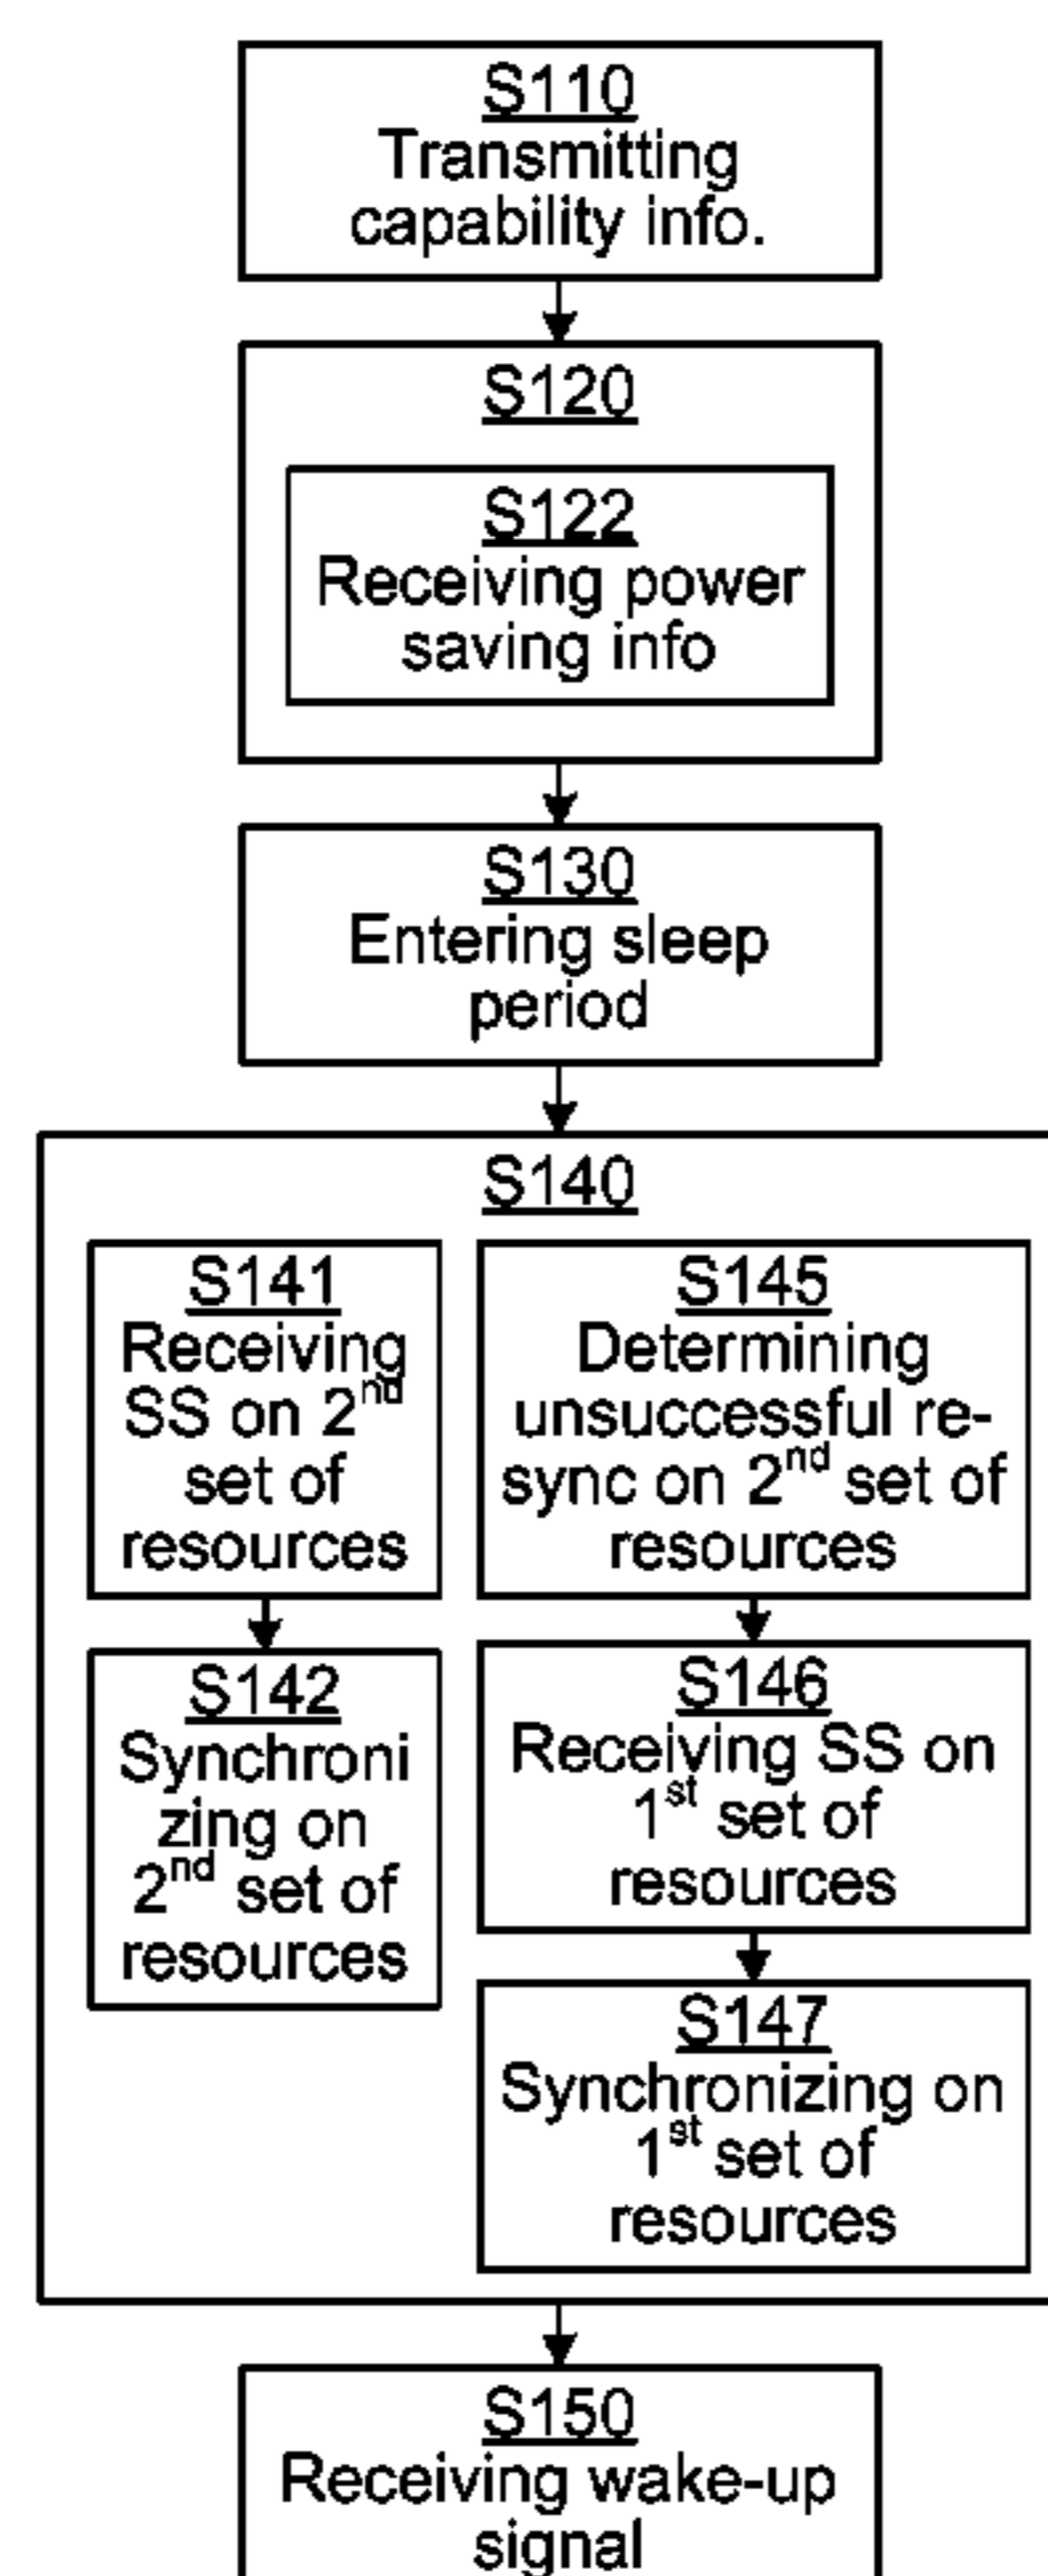 S110
Transmitting
capability info.
S120
S122
Receiving power
saving info
S130
Entering sleep
period
S140
S141
Receiving
SS on 2nd
set of
resources
S142
Synchroni
zing on
2nd set of
resources
S145
Determining
unsuccessful re-
sync on 2nd set of
resources
S146
Receiving SS on
1st set of
resources
S147
Synchronizing on
1st set of
resources
S150
Receiving wake-up
signal